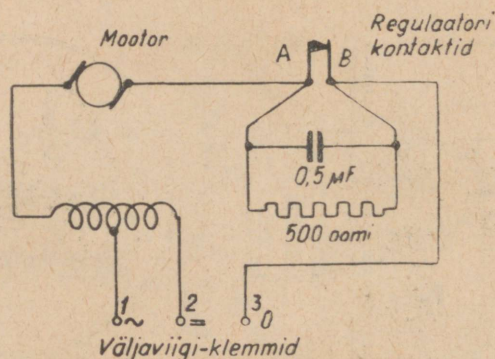 Mootor
Regulaatori
kontaktid
A
B
0,5 µF
500 oomi
1
2
3
~
=
0
Väljaviigi-klemmid